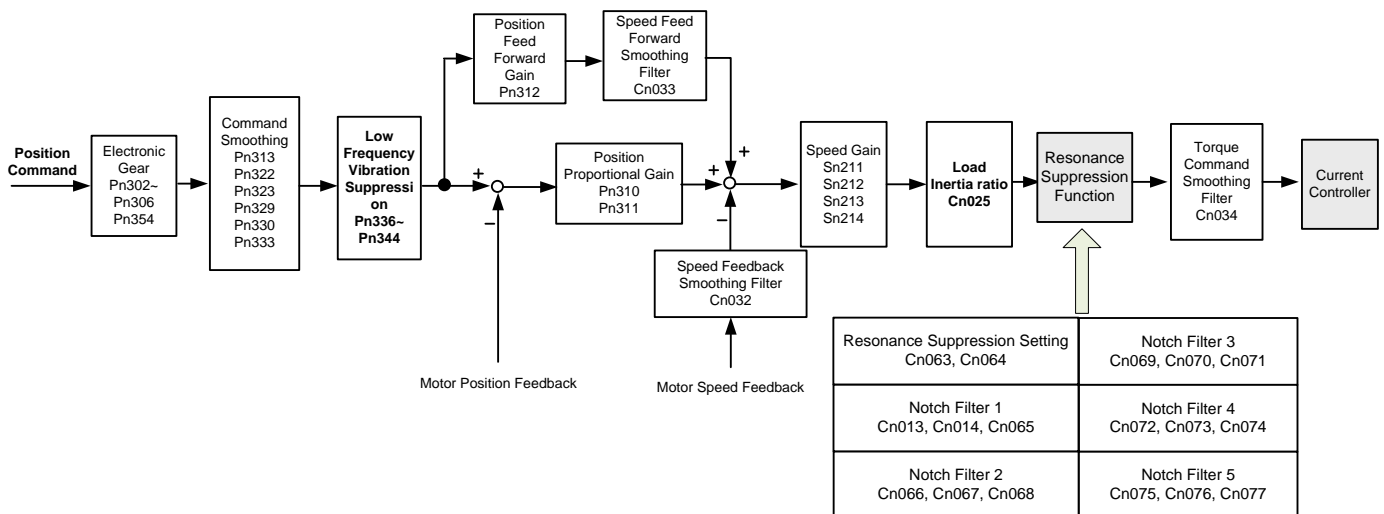 Position
Command
Electronic
Gear
Pn302~
Pn306
Pn354
Command
Smoothing
Pn313
Pn322
Pn323
Pn329
Pn330
Pn333
Low
Frequency
Vibration
Suppressi
on
Pn336~
Pn344
Position
Feed
Forward
Gain
Pn312
Speed Feed
Forward
Smoothing
Filter
Cn033
+
−
Position
Proportional Gain
Pn310
Pn311
+
+
−
Speed Feedback
Smoothing Filter
Cn032
Motor Position Feedback
Motor Speed Feedback
Speed Gain
Sn211
Sn212
Sn213
Sn214
Load
Inertia ratio
Cn025
Resonance
Suppression
Function
Torque
Command
Smoothing
Filter
Cn034
Current
Controller
Resonance Suppression Setting
Cn063, Cn064
Notch Filter 3
Cn069, Cn070, Cn071
Notch Filter 1
Cn013, Cn014, Cn065
Notch Filter 4
Cn072, Cn073, Cn074
Notch Filter 2
Cn066, Cn067, Cn068
Notch Filter 5
Cn075, Cn076, Cn077